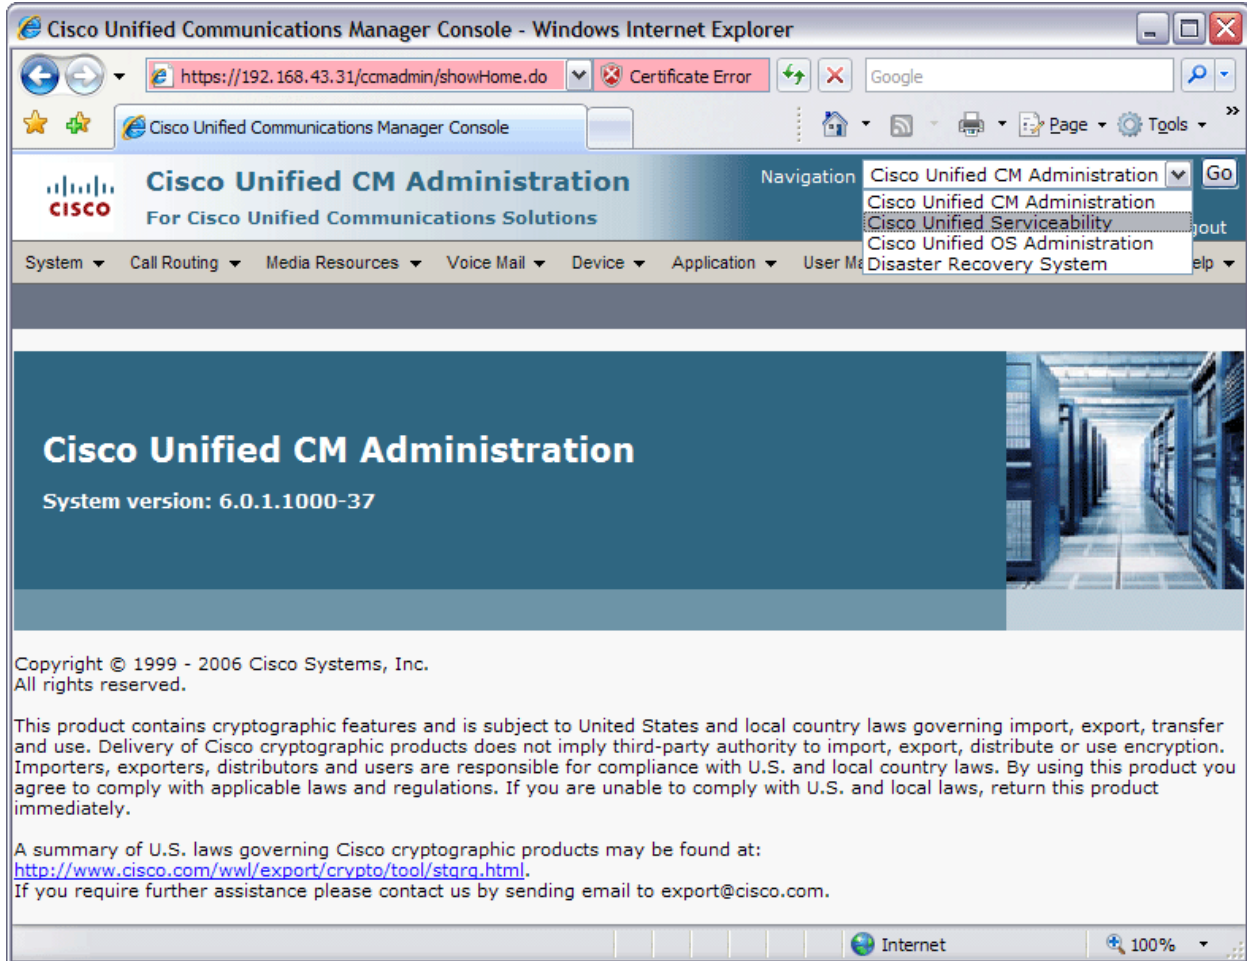 Cisco Unified Communications Manager Console - Windows Internet Explorer
https://192.168.43.31/ccmadmin/showHome.do Certificate Error Google
Cisco Unified Communications Manager Console Page Tools »
CISCO
Cisco Unified CM Administration
For Cisco Unified Communications Solutions
Navigation Cisco Unified CM Administration Go
Cisco Unified CM Administration
Cisco Unified Serviceability
Cisco Unified OS Administration
Disaster Recovery System
gout
System Call Routing Media Resources Voice Mail Device Application User Ma elp
Cisco Unified CM Administration
System version: 6.0.1.1000-37
Copyright © 1999 - 2006 Cisco Systems, Inc.
All rights reserved.
This product contains cryptographic features and is subject to United States and local country laws governing import, export, transfer
and use. Delivery of Cisco cryptographic products does not imply third-party authority to import, export, distribute or use encryption.
Importers, exporters, distributors and users are responsible for compliance with U.S. and local country laws. By using this product you
agree to comply with applicable laws and regulations. If you are unable to comply with U.S. and local laws, return this product
immediately.
A summary of U.S. laws governing Cisco cryptographic products may be found at:
http://www.cisco.com/wwl/export/crypto/tool/stqrg.html.
If you require further assistance please contact us by sending email to export@cisco.com.
Internet 100%